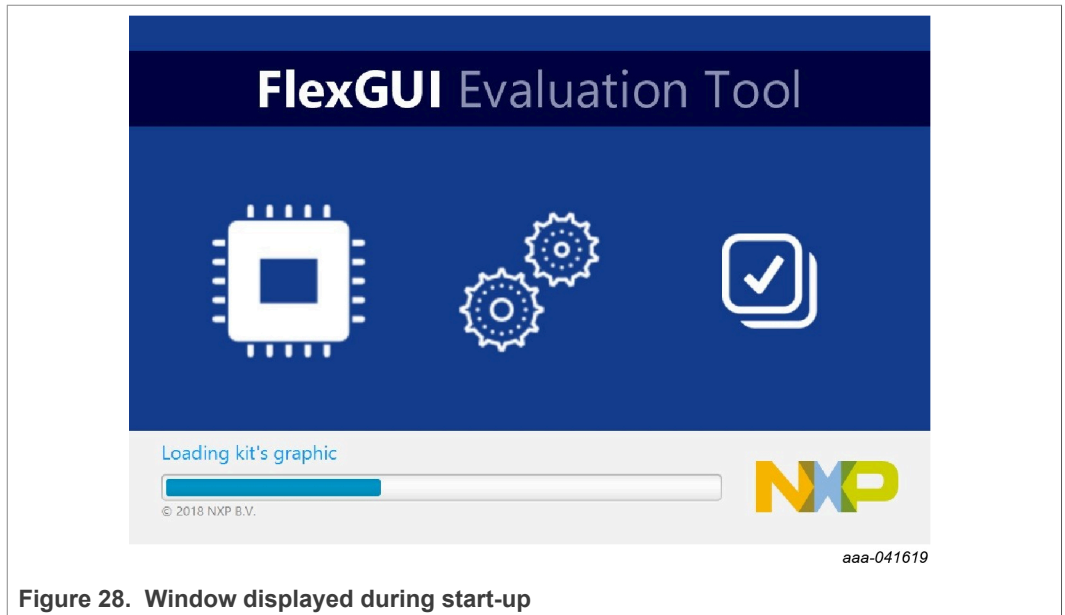 FlexGUI Evaluation Tool
Loading kit's graphic
© 2018 NXP B.V.
NXP
aaa-041619
Figure 28. Window displayed during start-up